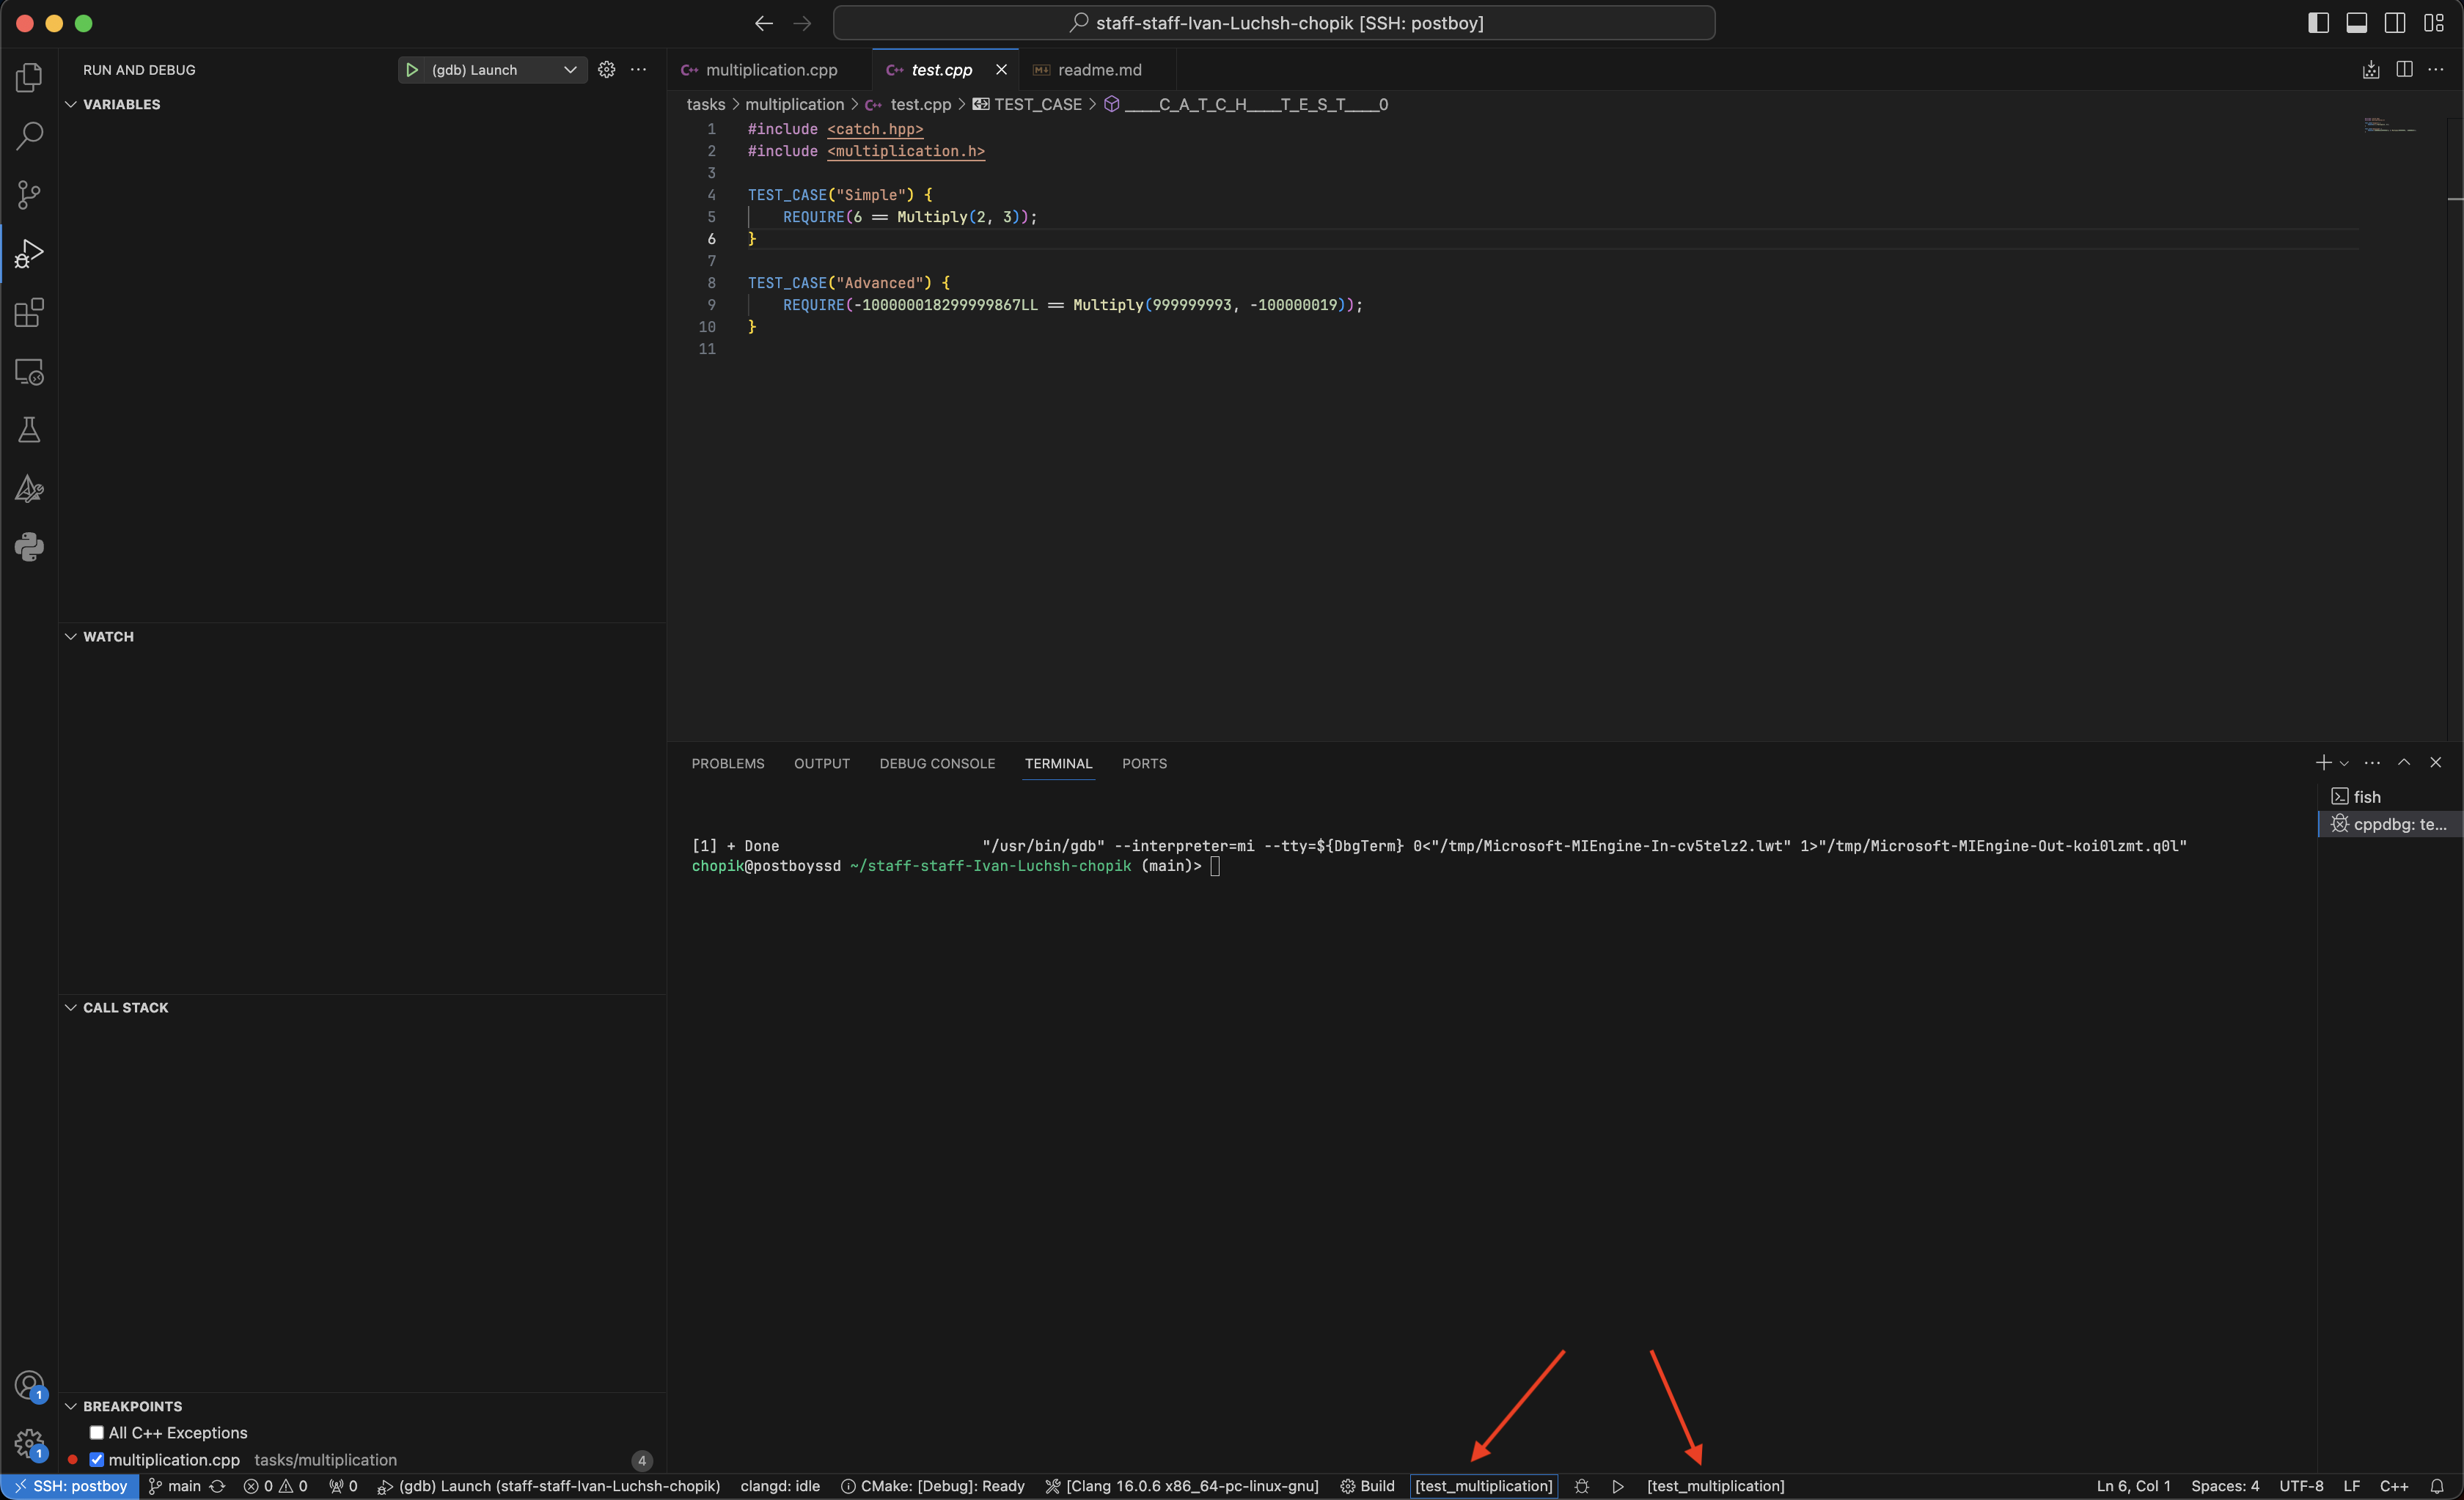 staff-staff-Ivan-Luchsh-chopik [SSH: postboy]
RUN AND DEBUG
(gdb) Launch
VARIABLES
WATCH
CALL STACK
BREAKPOINTS
All C++ Exceptions
multiplication.cpp tasks/multiplication 4
1
1
multiplication.cpp
test.cpp
readme.md
tasks > multiplication > test.cpp > TEST_CASE > ____C_A_T_C_H____T_E_S_T____0
1 #include <catch.hpp>
2 #include <multiplication.h>
3
4 TEST_CASE("Simple") {
5 REQUIRE(6 == Multiply(2, 3));
6 }
7
8 TEST_CASE("Advanced") {
9 REQUIRE(-100000018299999867LL == Multiply(999999993, -100000019));
10 }
11
PROBLEMS OUTPUT DEBUG CONSOLE TERMINAL PORTS
fish
cppdbg: te...
[1] + Done "/usr/bin/gdb" --interpreter=mi --tty=${DbgTerm} 0<"/tmp/Microsoft-MIEngine-In-cv5telz2.lwt" 1>"/tmp/Microsoft-MIEngine-Out-koi0lzmt.q0l"
chopik@postboyssd ~/staff-staff-Ivan-Luchsh-chopik (main)>
SSH: postboy main 0 0 0 (gdb) Launch (staff-staff-Ivan-Luchsh-chopik) clangd: idle CMake: [Debug]: Ready [Clang 16.0.6 x86_64-pc-linux-gnu] Build [test_multiplication] [test_multiplication] Ln 6, Col 1 Spaces: 4 UTF-8 LF C++